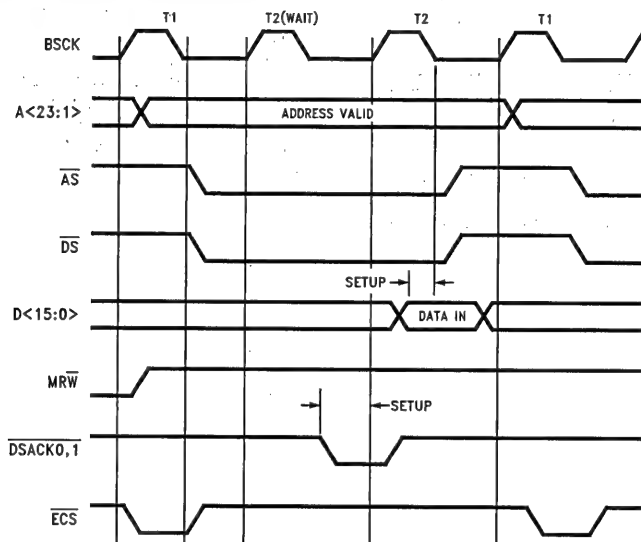 T1 T2(WAIT) T2 T1
BSCK
A<23:1>
ADDRESS VALID
AS
DS
SETUP
D<15:0>
DATA IN
MRW
SETUP
DSACK0,1
ECS